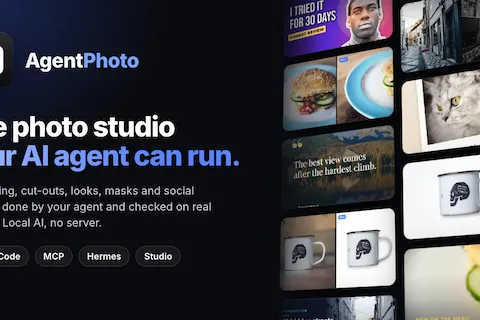 AgentPhoto
photo studio
AI agent can run.
cut-outs, looks, masks and social
done by your agent and checked on real
Local AI, no server.
Code
MCP
Hermes
Studio
I TRIED IT
FOR 30 DAYS
HONEST REVIEW
The best view comes
after the hardest climb.